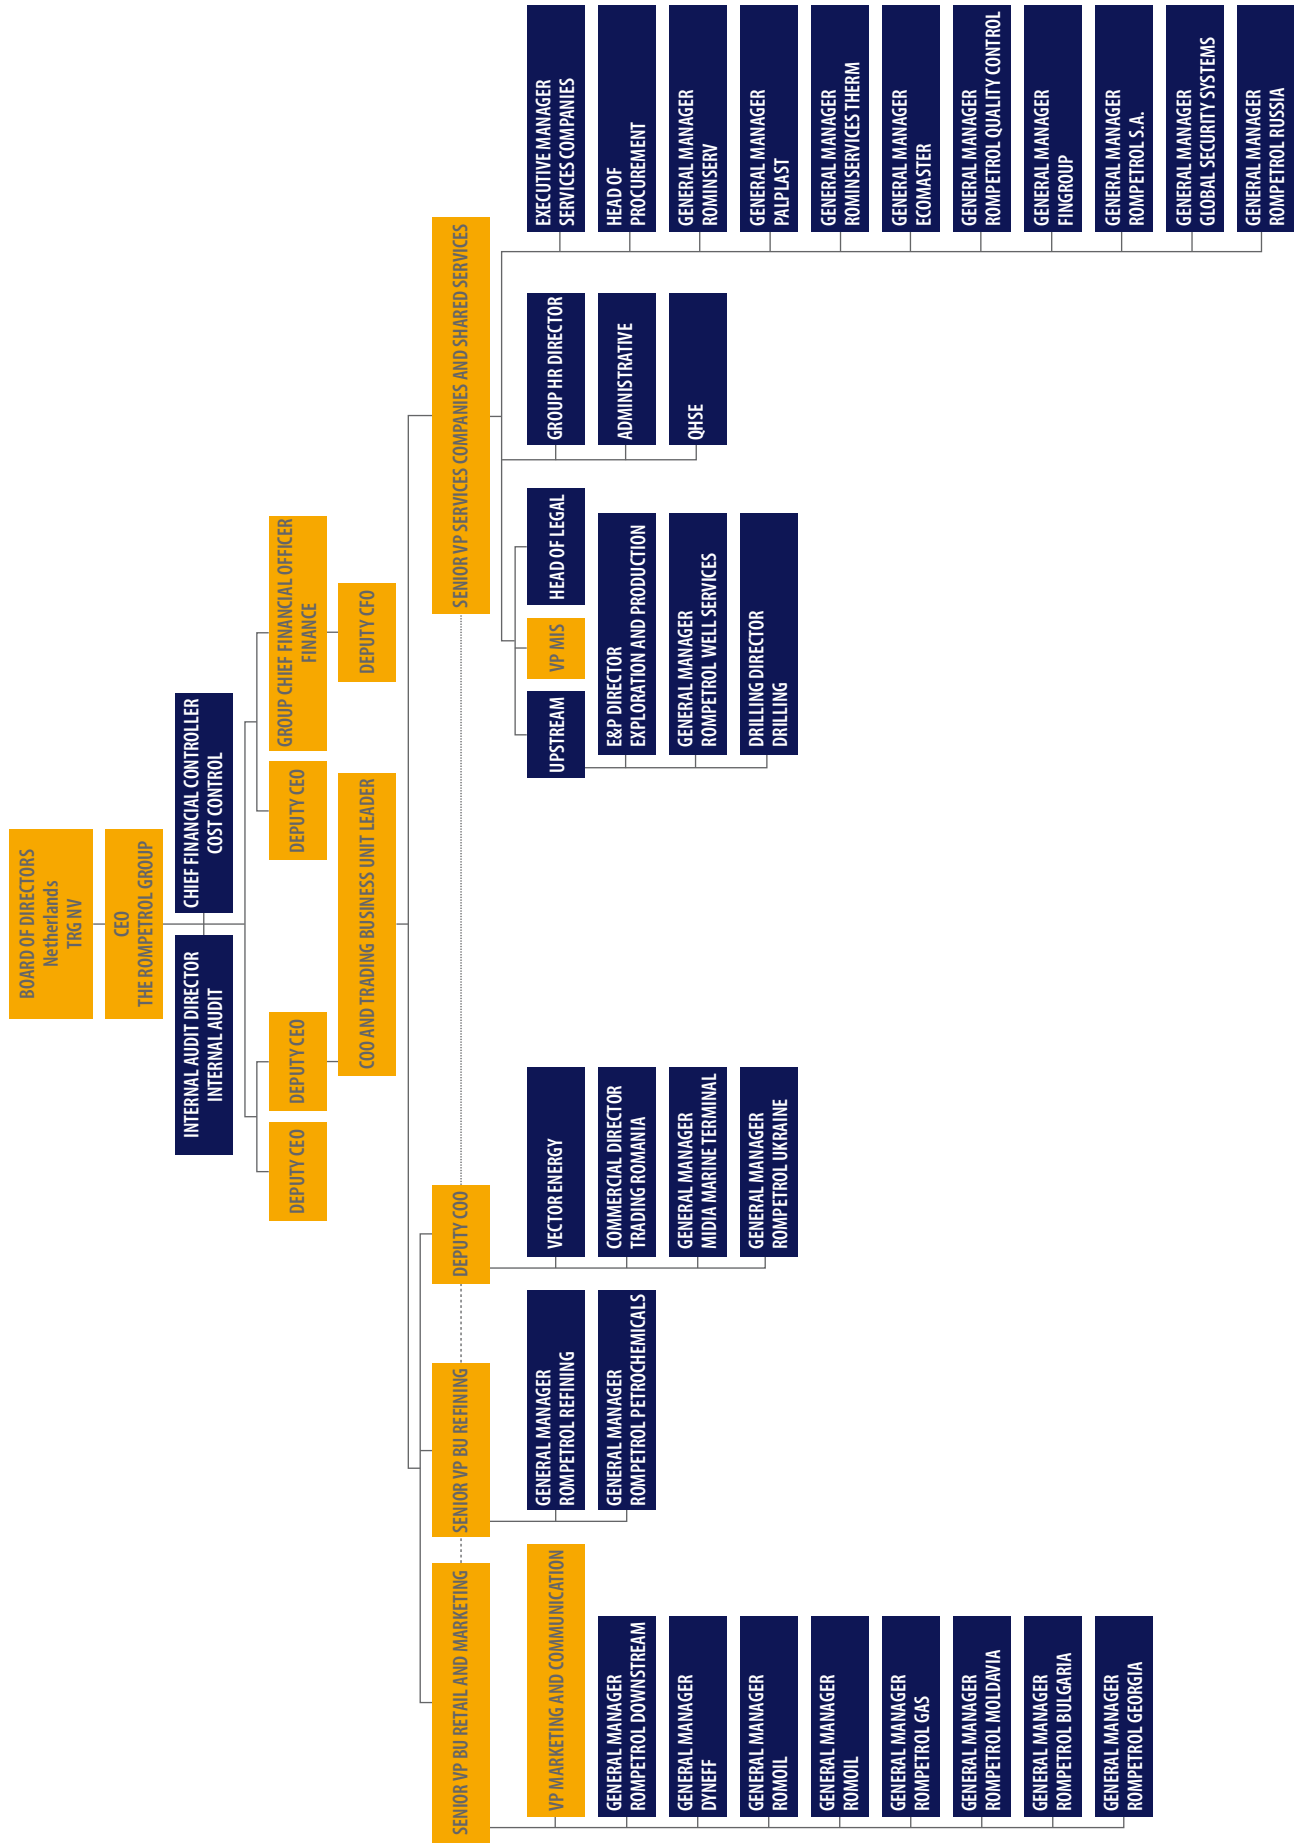 BOARD OF DIRECTORS
Netherlands
TRG NV
CEO
THE ROMPETROL GROUP
INTERNAL AUDIT DIRECTOR
INTERNAL AUDIT
CHIEF FINANCIAL CONTROLLER
COST CONTROL
DEPUTY CEO
DEPUTY CEO
DEPUTY CEO
GROUP CHIEF FINANCIAL OFFICER
FINANCE
COO AND TRADING BUSINESS UNIT LEADER
DEPUTY CFO
SENIOR VP BU RETAIL AND MARKETING
SENIOR VP BU REFINING
DEPUTY COO
SENIOR VP SERVICES COMPANIES AND SHARED SERVICES
VP MARKETING AND COMMUNICATION
GENERAL MANAGER
ROMPETROL DOWNSTREAM
GENERAL MANAGER
DYNEFF
GENERAL MANAGER
ROMOIL
GENERAL MANAGER
ROMOIL
GENERAL MANAGER
ROMPETROL GAS
GENERAL MANAGER
ROMPETROL MOLDAVIA
GENERAL MANAGER
ROMPETROL BULGARIA
GENERAL MANAGER
ROMPETROL GEORGIA
GENERAL MANAGER
ROMPETROL REFINING
GENERAL MANAGER
ROMPETROL PETROCHEMICALS
VECTOR ENERGY
COMMERCIAL DIRECTOR
TRADING ROMANIA
GENERAL MANAGER
MIDIA MARINE TERMINAL
GENERAL MANAGER
ROMPETROL UKRAINE
UPSTREAM
VP MIS
HEAD OF LEGAL
E&P DIRECTOR
EXPLORATION AND PRODUCTION
GENERAL MANAGER
ROMPETROL WELL SERVICES
DRILLING DIRECTOR
DRILLING
GROUP HR DIRECTOR
ADMINISTRATIVE
QHSE
EXECUTIVE MANAGER
SERVICES COMPANIES
HEAD OF
PROCUREMENT
GENERAL MANAGER
ROMINSERV
GENERAL MANAGER
PALPLAST
GENERAL MANAGER
ROMINSERVICES THERM
GENERAL MANAGER
ECOMASTER
GENERAL MANAGER
ROMPETROL QUALITY CONTROL
GENERAL MANAGER
FINGROUP
GENERAL MANAGER
ROMPETROL S.A.
GENERAL MANAGER
GLOBAL SECURITY SYSTEMS
GENERAL MANAGER
ROMPETROL RUSSIA